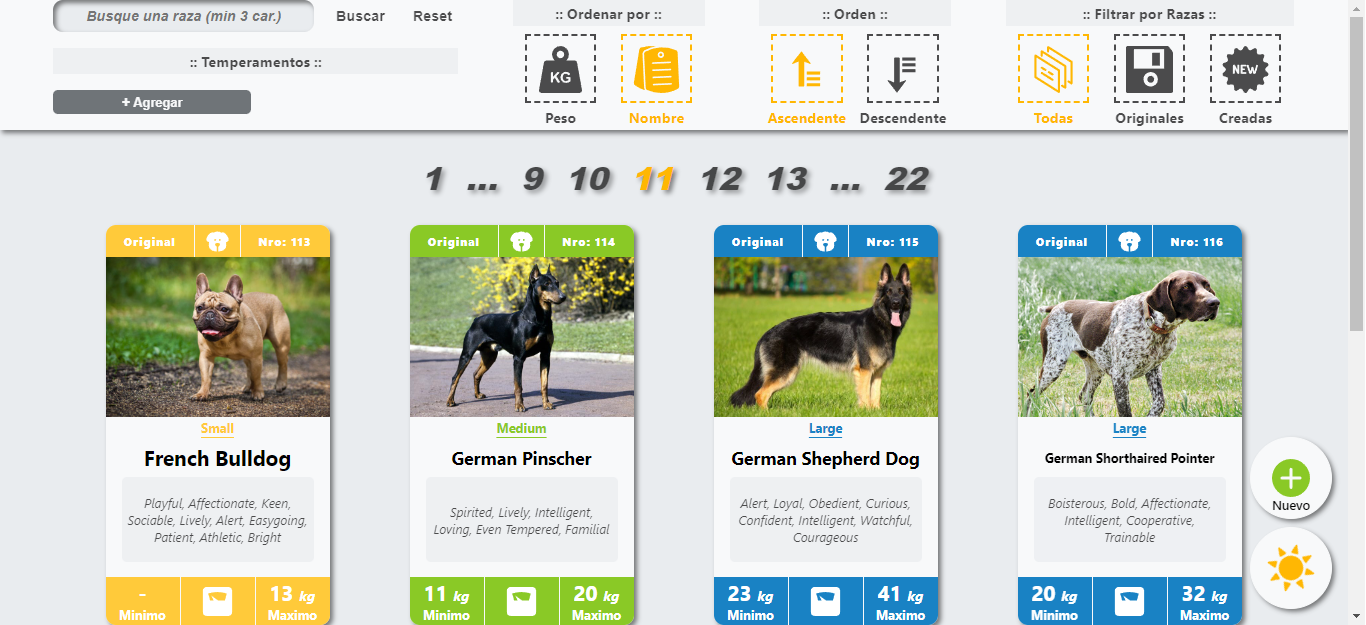 Busque una raza (min 3 car.)
Buscar
Reset
:: Temperamentos ::
+ Agregar
:: Ordenar por ::
KG
Peso
Nombre
:: Orden ::
Ascendente
Descendente
:: Filtrar por Razas ::
NEW
Todas
Originales
Creadas
1 ... 9 10 11 12 13 ... 22
Original
Nro: 113
Small
French Bulldog
Playful, Affectionate, Keen,
Sociable, Lively, Alert, Easygoing,
Patient, Athletic, Bright
-
Minimo
13 kg
Maximo
Original
Nro: 114
Medium
German Pinscher
Spirited, Lively, Intelligent,
Loving, Even Tempered, Familial
11 kg
Minimo
20 kg
Maximo
Original
Nro: 115
Large
German Shepherd Dog
Alert, Loyal, Obedient, Curious,
Confident, Intelligent, Watchful,
Courageous
23 kg
Minimo
41 kg
Maximo
Original
Nro: 116
Large
German Shorthaired Pointer
Boisterous, Bold, Affectionate,
Intelligent, Cooperative,
Trainable
20 kg
Minimo
32 kg
Maximo
Nuevo